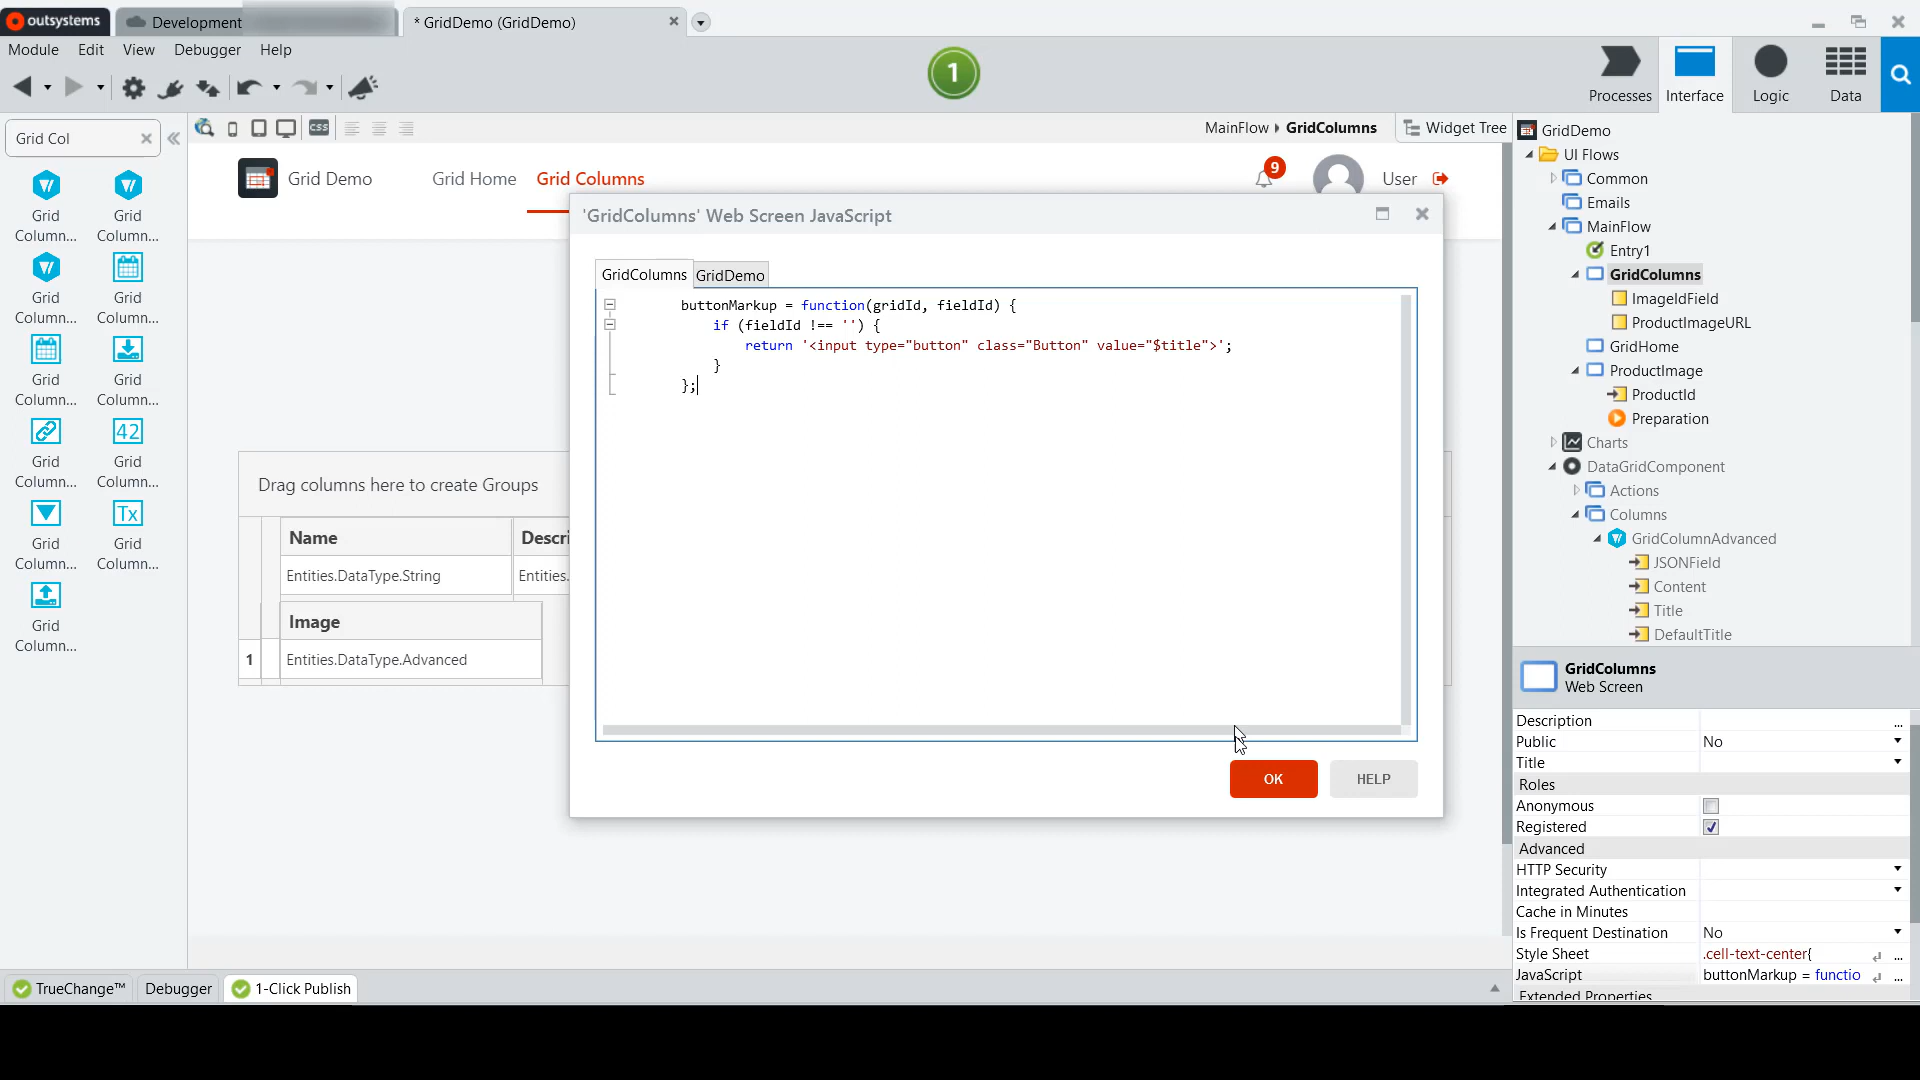 outsystems
Development
* GridDemo (GridDemo)
Module Edit View Debugger Help
1
Processes
Interface
Logic
Data
Grid Col
css
MainFlow GridColumns
Widget Tree
Grid Column...
Grid Column...
Grid Column...
Grid Column...
Grid Column...
Grid Column...
42
Grid Column...
Grid Column...
Tx
Grid Column...
Grid Column...
Grid Column...
Grid Demo
Grid Home
Grid Columns
9
User
'GridColumns' Web Screen JavaScript
GridColumns
GridDemo
buttonMarkup = function(gridId, fieldId) {
if (fieldId !== '') {
return '<input type="button" class="Button" value="$title">';
}
};
OK
HELP
Drag columns here to create Groups
Name
Descri
Entities.DataType.String
Entities.
Image
1
Entities.DataType.Advanced
GridDemo
UI Flows
Common
Emails
MainFlow
Entry1
GridColumns
ImageIdField
ProductImageURL
GridHome
ProductImage
ProductId
Preparation
Charts
DataGridComponent
Actions
Columns
GridColumnAdvanced
JSONField
Content
Title
DefaultTitle
GridColumns
Web Screen
Description ...
Public No
Title
Roles
Anonymous
Registered
Advanced
HTTP Security
Integrated Authentication
Cache in Minutes
Is Frequent Destination No
Style Sheet .cell-text-center{ ...
JavaScript buttonMarkup = functio ...
Extended Properties
TrueChange™
Debugger
1-Click Publish